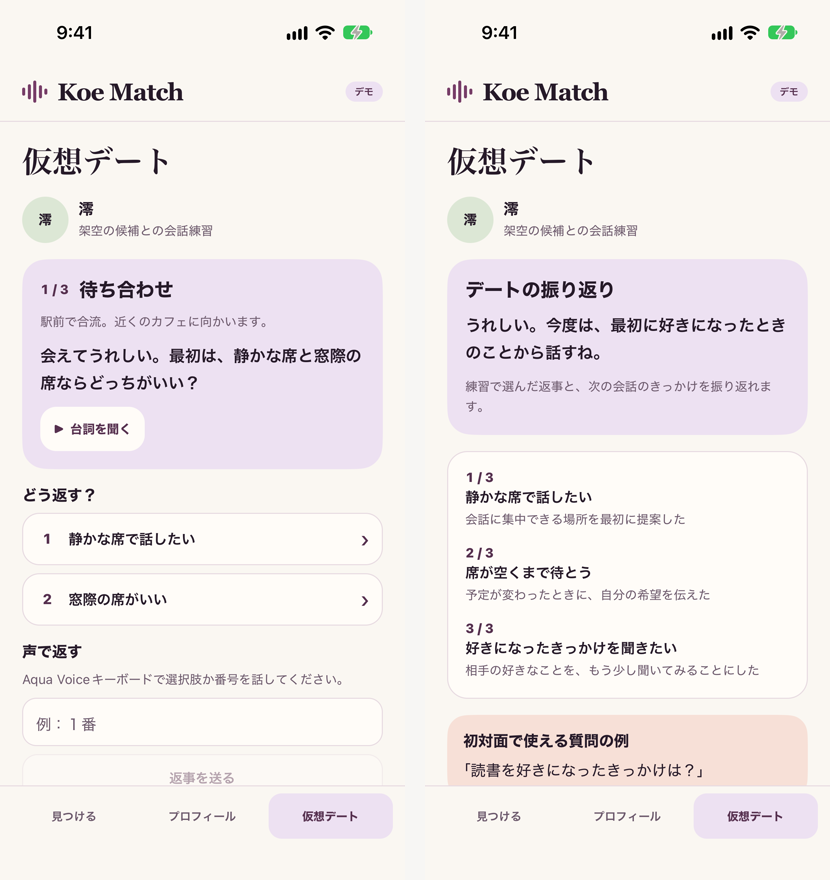 9:41
Koe Match
デモ
仮想デート
澪
澪
架空の候補との会話練習
1 / 3 待ち合わせ
駅前で合流。近くのカフェに向かいます。
会えてうれしい。最初は、静かな席と窓際の
席ならどっちがいい？
▶ 台詞を聞く
どう返す？
1 静かな席で話したい
2 窓際の席がいい
声で返す
Aqua Voiceキーボードで選択肢か番号を話してください。
例：1番
返事を送る
見つける
プロフィール
仮想デート
9:41
Koe Match
デモ
仮想デート
澪
澪
架空の候補との会話練習
デートの振り返り
うれしい。今度は、最初に好きになったとき
のことから話すね。
練習で選んだ返事と、次の会話のきっかけを振り返れま
す。
1 / 3
静かな席で話したい
会話に集中できる場所を最初に提案した
2 / 3
席が空くまで待とう
予定が変わったときに、自分の希望を伝えた
3 / 3
好きになったきっかけを聞きたい
相手の好きなことを、もう少し聞いてみることにした
初対面で使える質問の例
「読書を好きになったきっかけは？」
見つける
プロフィール
仮想デート